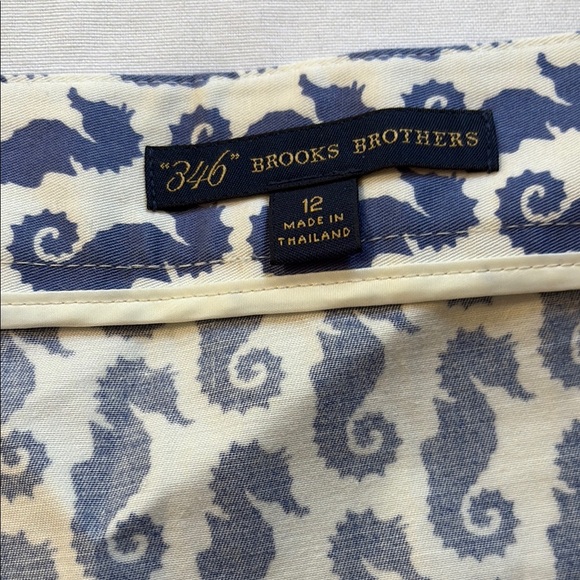 "346" BROOKS BROTHERS
12
MADE IN
THAILAND